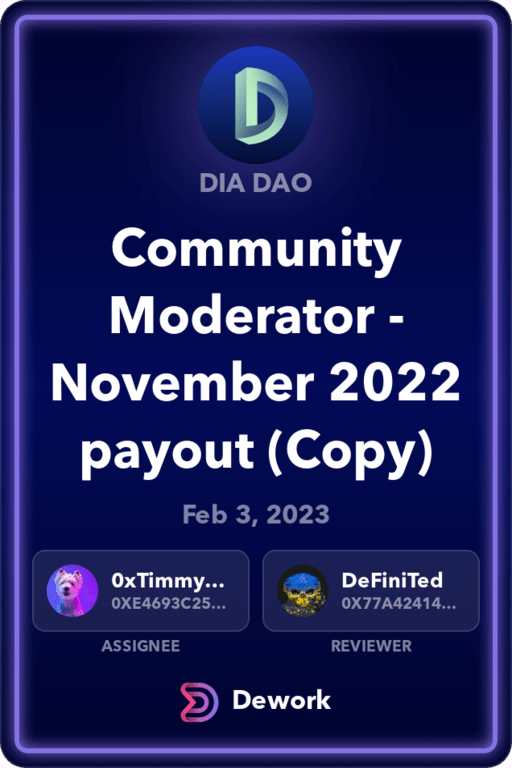 DIA DAO
Community
Moderator -
November 2022
payout (Copy)
Feb 3, 2023
0xTimmy...
0XE4693C25...
ASSIGNEE
DeFiniTed
0X77A42414...
REVIEWER
Dework